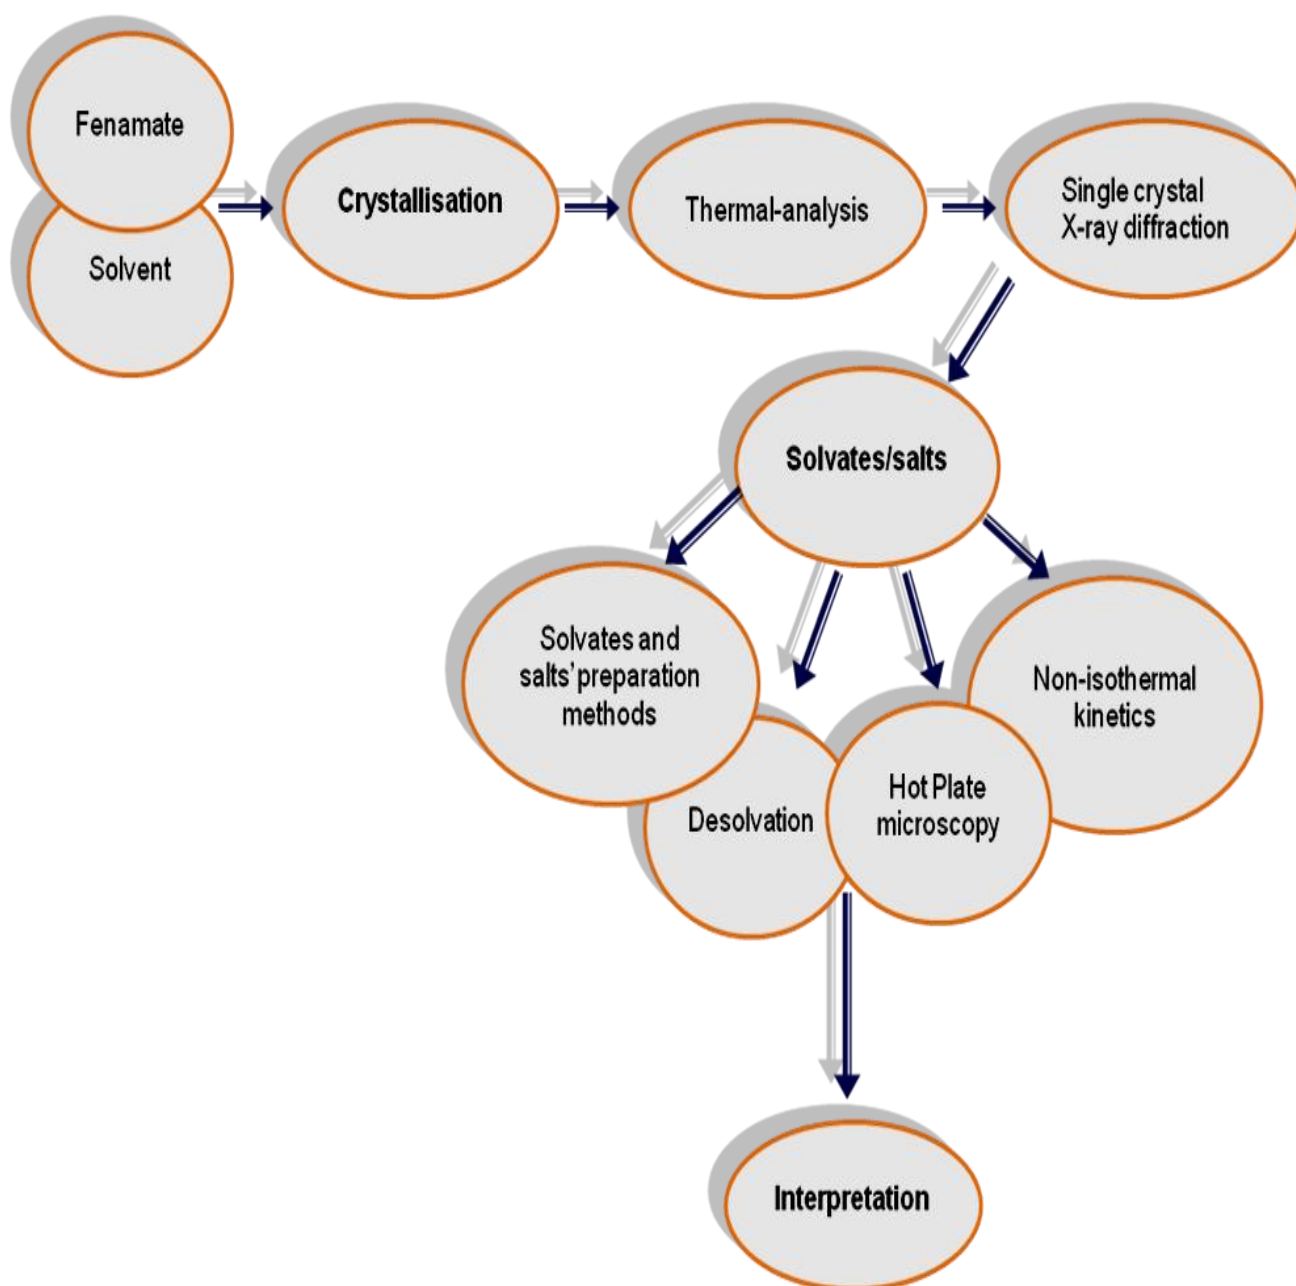 Fenamate
Solvent
Crystallisation
Thermal-analysis
Single crystal
X-ray diffraction
Solvates/salts
Solvates and
salts' preparation
methods
Desolvation
Hot Plate
microscopy
Non-isothermal
kinetics
Interpretation